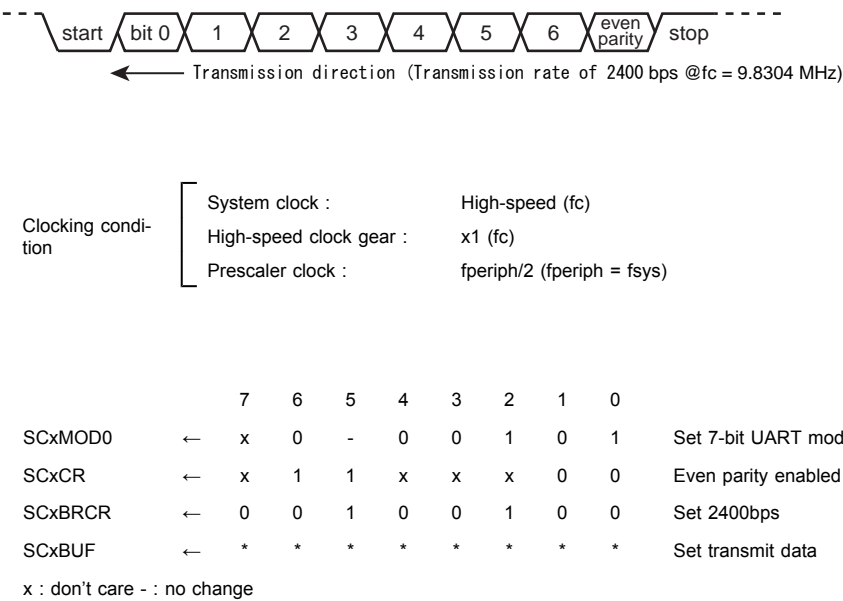 start bit 0 1 2 3 4 5 6 even parity stop
Transmission direction (Transmission rate of 2400 bps @fc = 9.8304 MHz)
Clocking condi-
tion
System clock : High-speed (fc)
High-speed clock gear : x1 (fc)
Prescaler clock : fperiph/2 (fperiph = fsys)
7 6 5 4 3 2 1 0
SCxMOD0 ← x 0 - 0 0 1 0 1 Set 7-bit UART mod
SCxCR ← x 1 1 x x x 0 0 Even parity enabled
SCxBRCR ← 0 0 1 0 0 1 0 0 Set 2400bps
SCxBUF ← * * * * * * * * Set transmit data
x : don't care - : no change